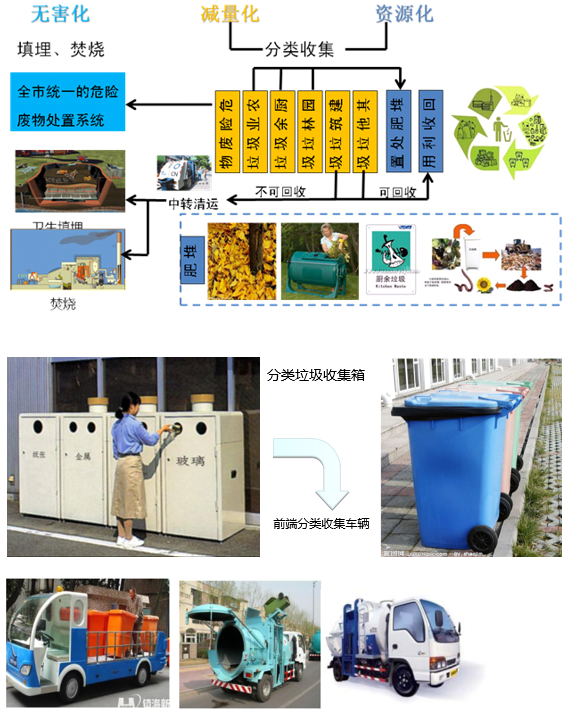 无害化
减量化
资源化
填埋、焚烧
分类收集
全市统一的危险
废物处置系统
危险废物
农业垃圾
厨余垃圾
园林垃圾
建筑垃圾
其他垃圾
堆肥处置
回收利用
不可回收
可回收
中转清运
卫生填埋
焚烧
堆肥
厨余垃圾
Kitchen Waste
分类垃圾收集箱
纸张
金属
玻璃
前端分类收集车辆